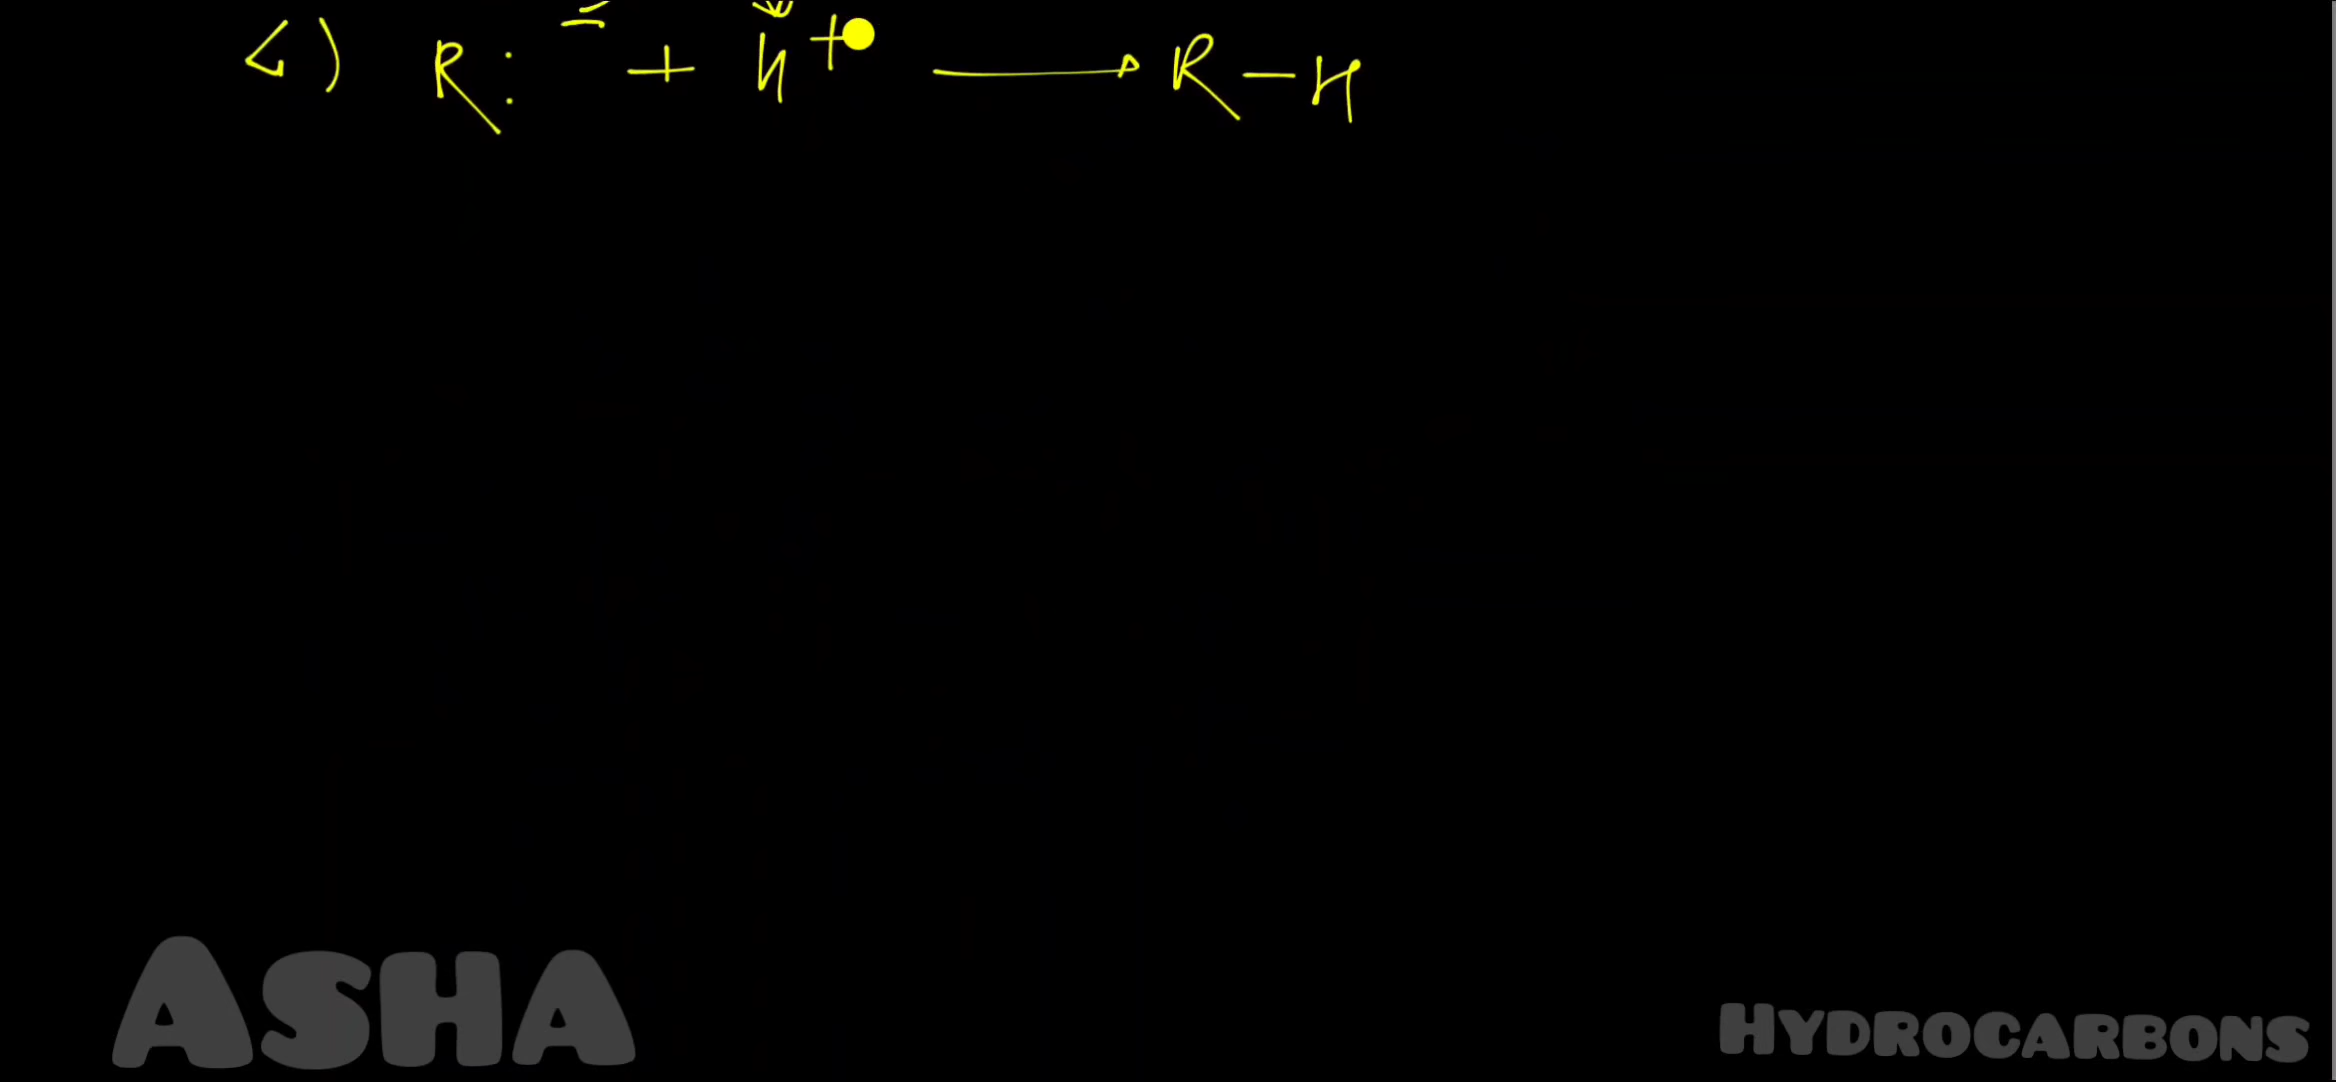 4) R:⁻ + H⁺ → R-H
ASHA
HYDROCARBONS